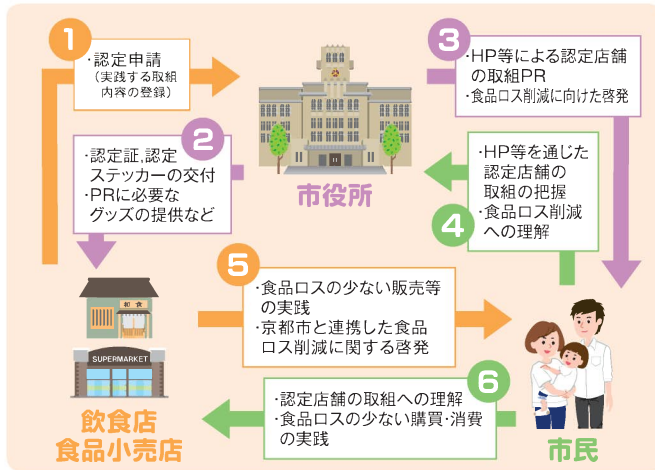 1
・認定申請
（実践する取組
内容の登録）
2
・認定証,認定
ステッカーの交付
・PRに必要な
グッズの提供など
市役所
3
・HP等による認定店舗
の取組PR
・食品ロス削減に向けた啓発
・HP等を通じた
認定店舗の
取組の把握
・食品ロス削減
への理解
4
5
・食品ロスの少ない販売等
の実践
・京都市と連携した食品
ロス削減に関する啓発
和食
SUPERMARKET
飲食店
食品小売店
6
・認定店舗の取組への理解
・食品ロスの少ない購買・消費
の実践
市民